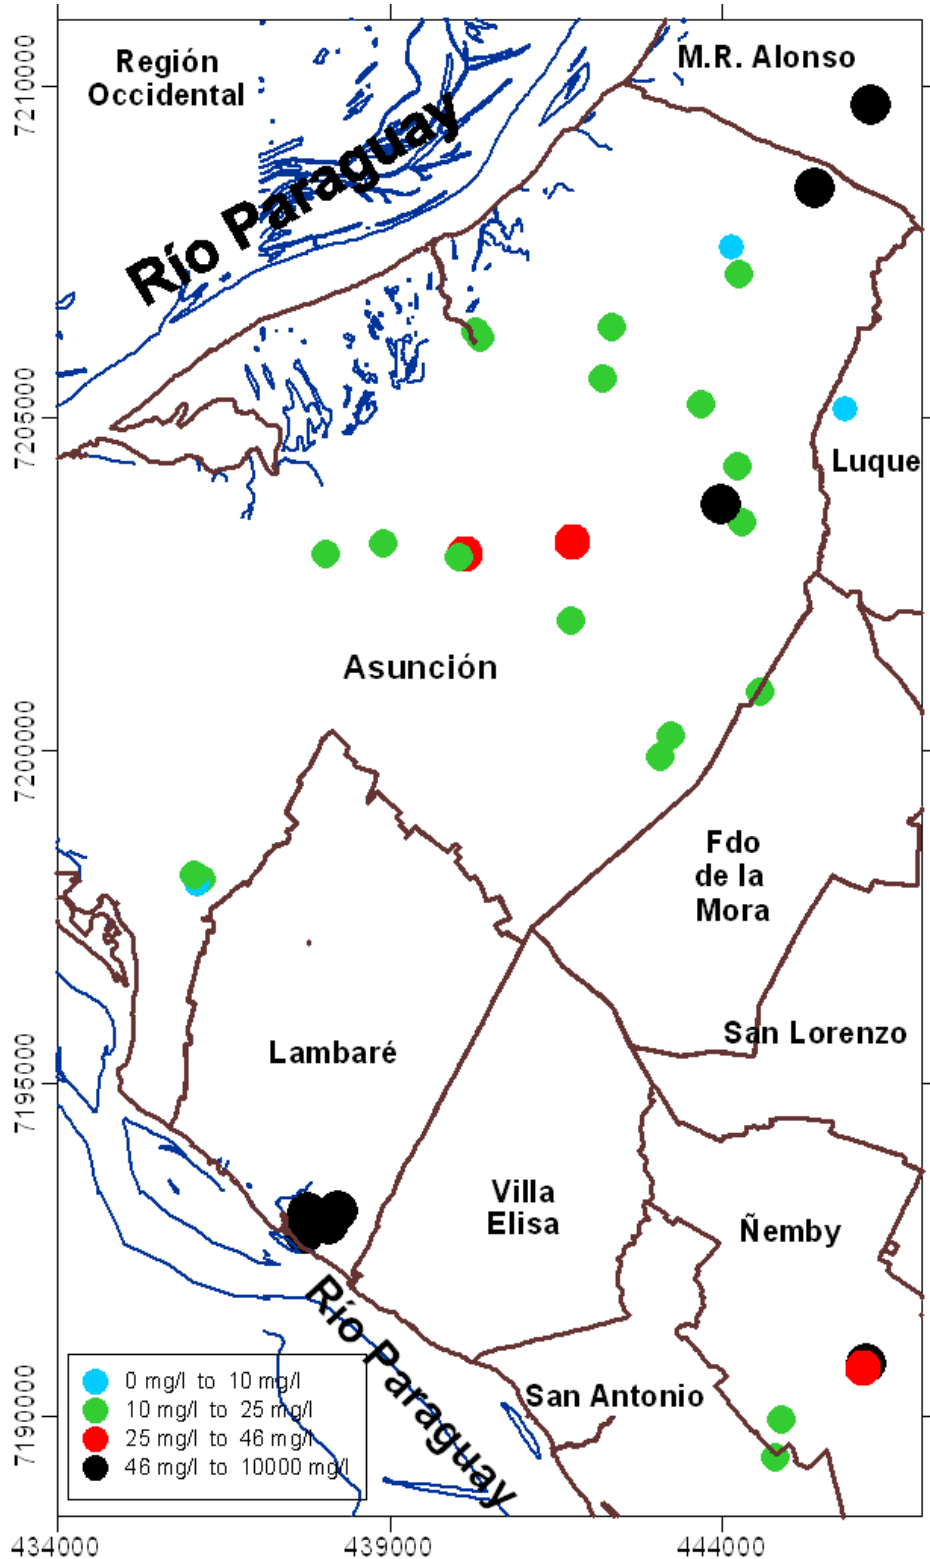 Región
Occidental
M.R. Alonso
Río Paraguay
Luque
Asunción
Fdo
de la
Mora
San Lorenzo
Lambaré
Villa
Elisa
Ñemby
Río Paraguay
San Antonio
0 mg/l to 10 mg/l
10 mg/l to 25 mg/l
25 mg/l to 46 mg/l
46 mg/l to 10000 mg/l
7210000
7205000
7200000
7195000
7190000
434000
439000
444000